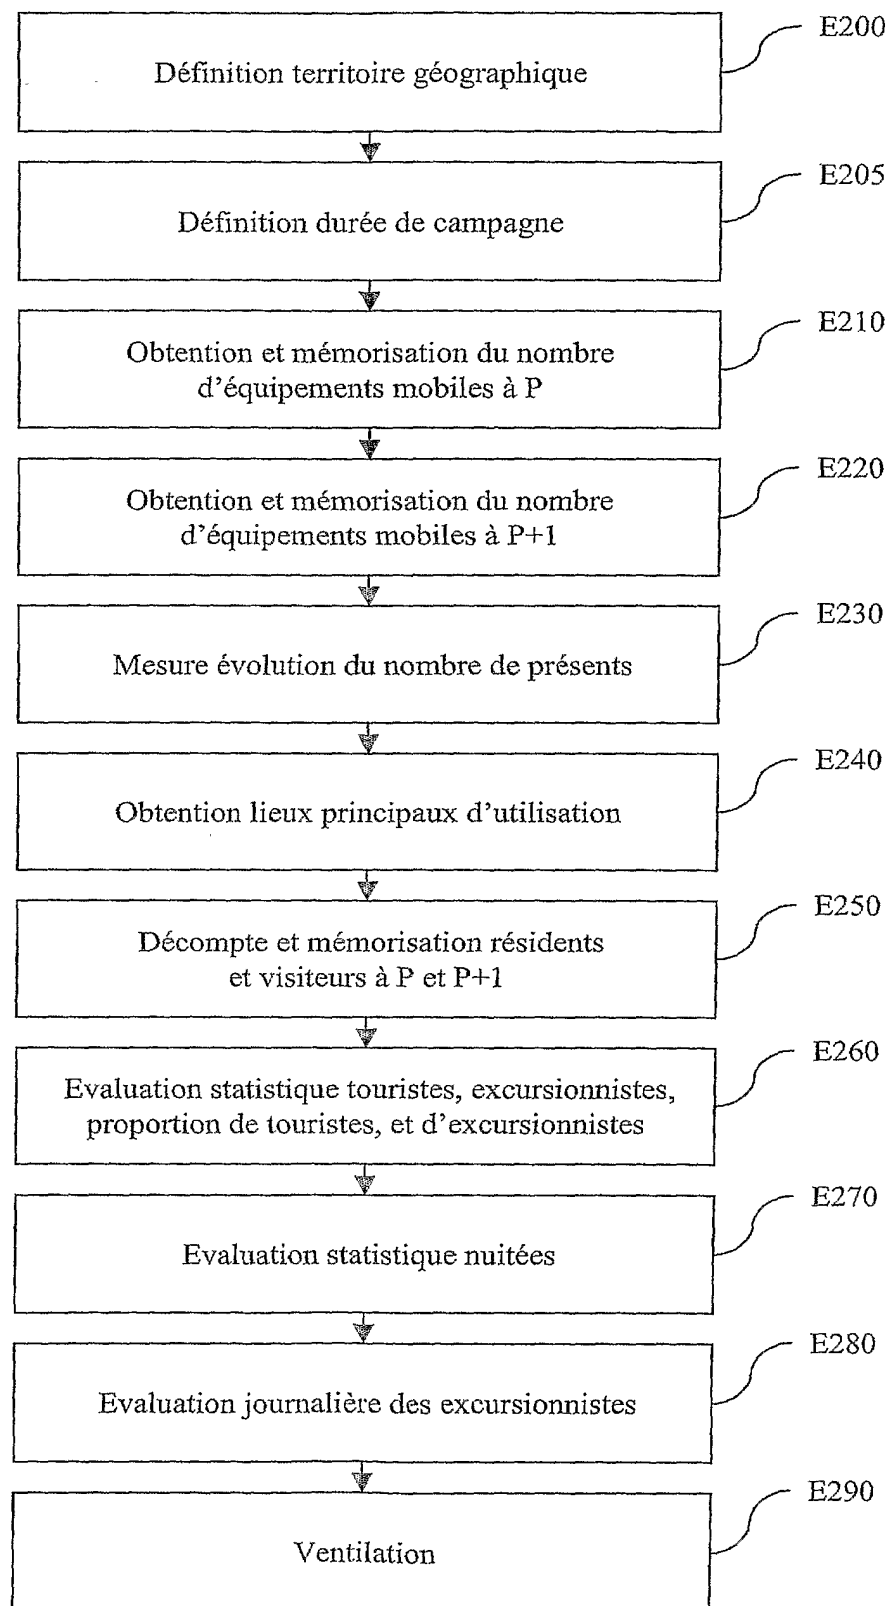 E200
Définition territoire géographique
E205
Définition durée de campagne
E210
Obtention et mémorisation du nombre
d'équipements mobiles à P
E220
Obtention et mémorisation du nombre
d'équipements mobiles à P+1
E230
Mesure évolution du nombre de présents
E240
Obtention lieux principaux d'utilisation
E250
Décompte et mémorisation résidents
et visiteurs à P et P+1
E260
Evaluation statistique touristes, excursionnistes,
proportion de touristes, et d'excursionnistes
E270
Evaluation statistique nuitées
E280
Evaluation journalière des excursionnistes
E290
Ventilation